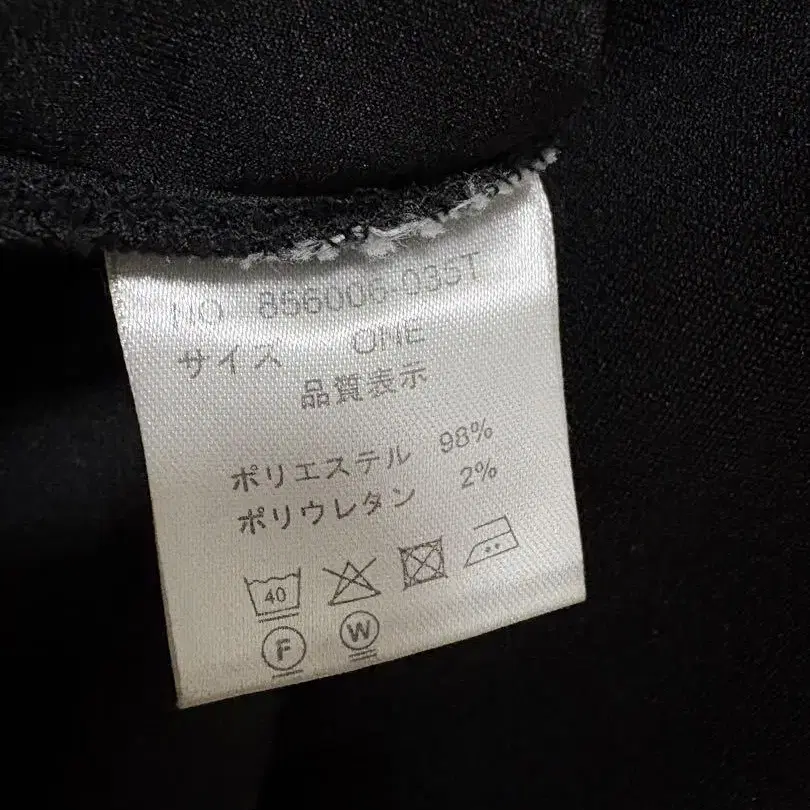 NO 856006-035T
サイズ ONE
品質表示
ポリエステル 98%
ポリウレタン 2%
40
F W